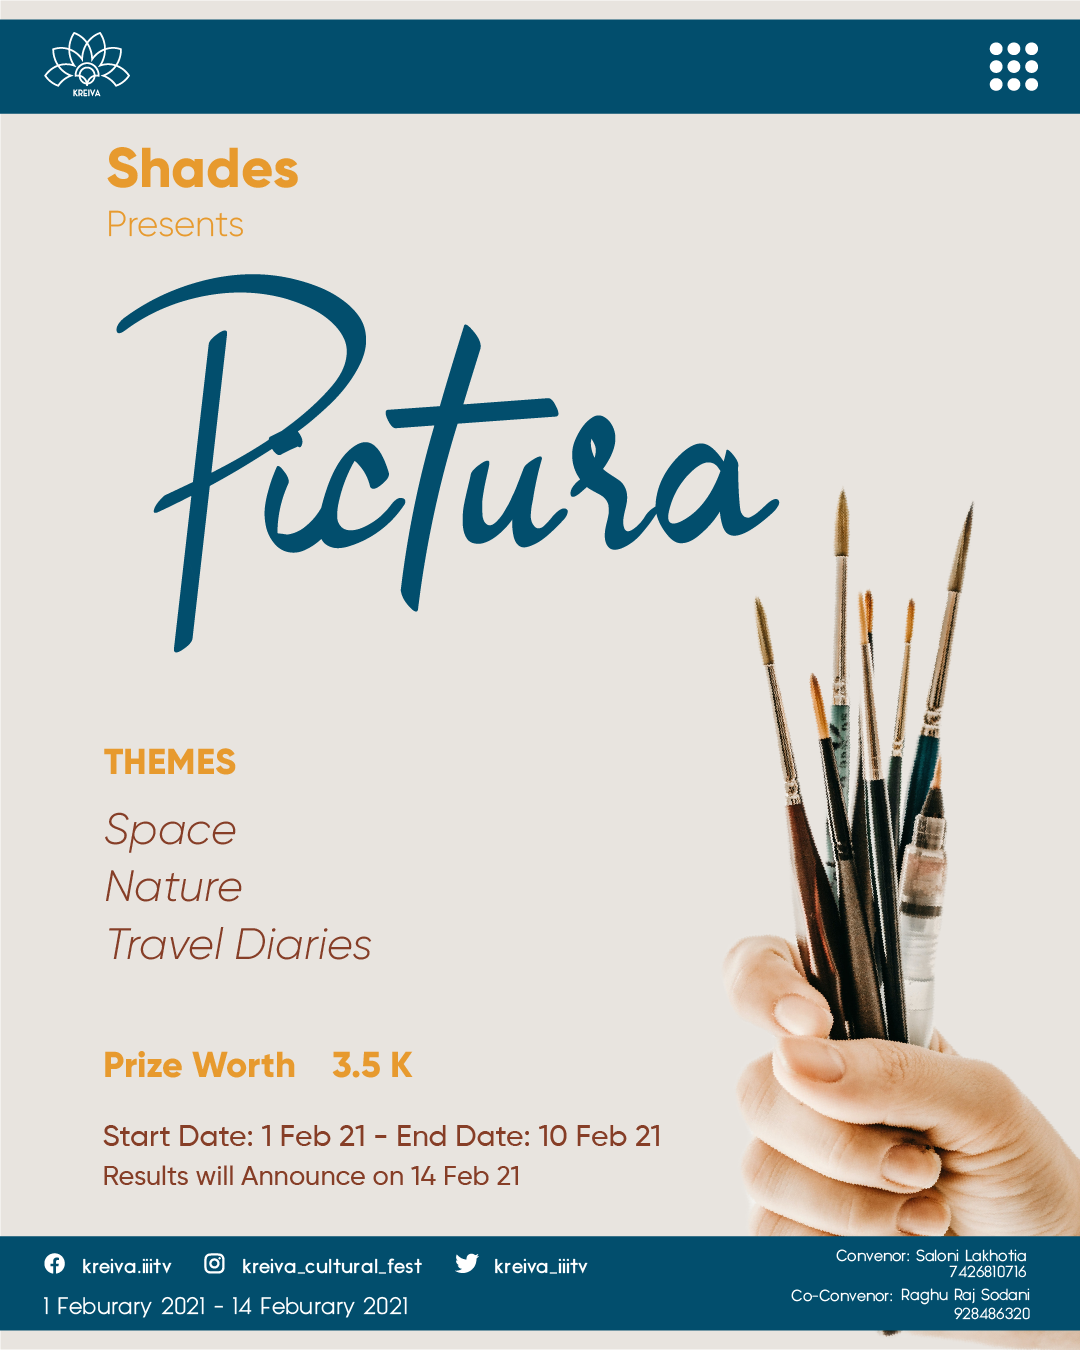 KREIVA
Shades
Presents
Pictura
THEMES
Space
Nature
Travel Diaries
Prize Worth 3.5 K
Start Date: 1 Feb 21 - End Date: 10 Feb 21
Results will Announce on 14 Feb 21
kreiva.iiitv kreiva_cultural_fest kreiva_iiitv
1 Feburary 2021 - 14 Feburary 2021
Convenor: Saloni Lakhotia
7426810716
Co-Convenor: Raghu Raj Sodani
928486320